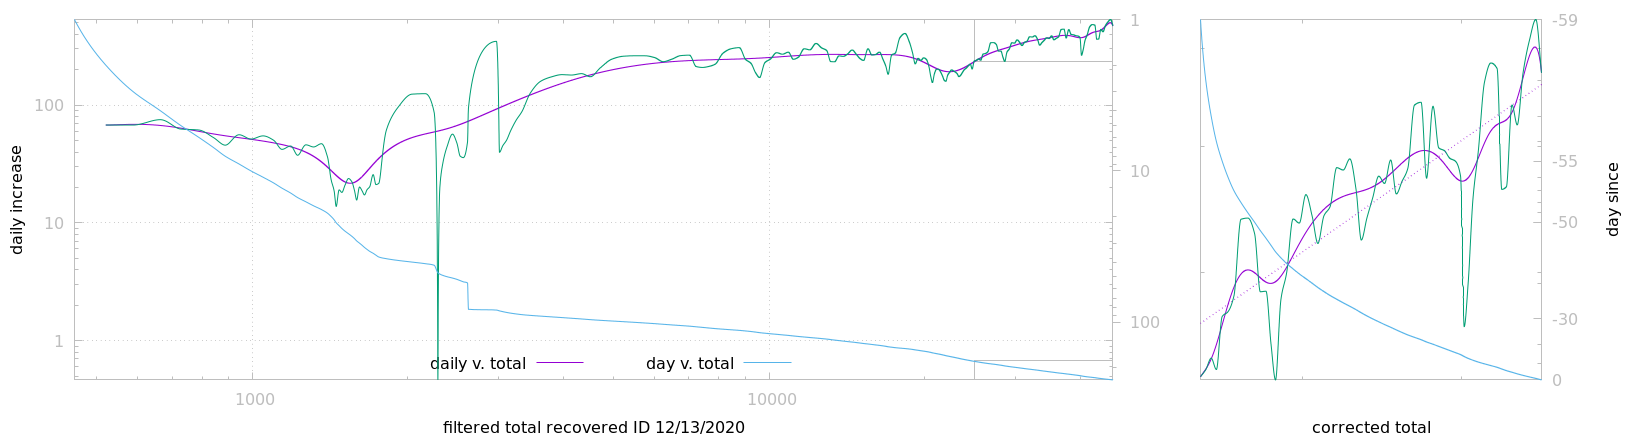 daily increase
100
10
1
1000
10000
daily v. total
day v. total
filtered total recovered ID 12/13/2020
1
10
100
-59
-55
-50
-30
0
day since
corrected total